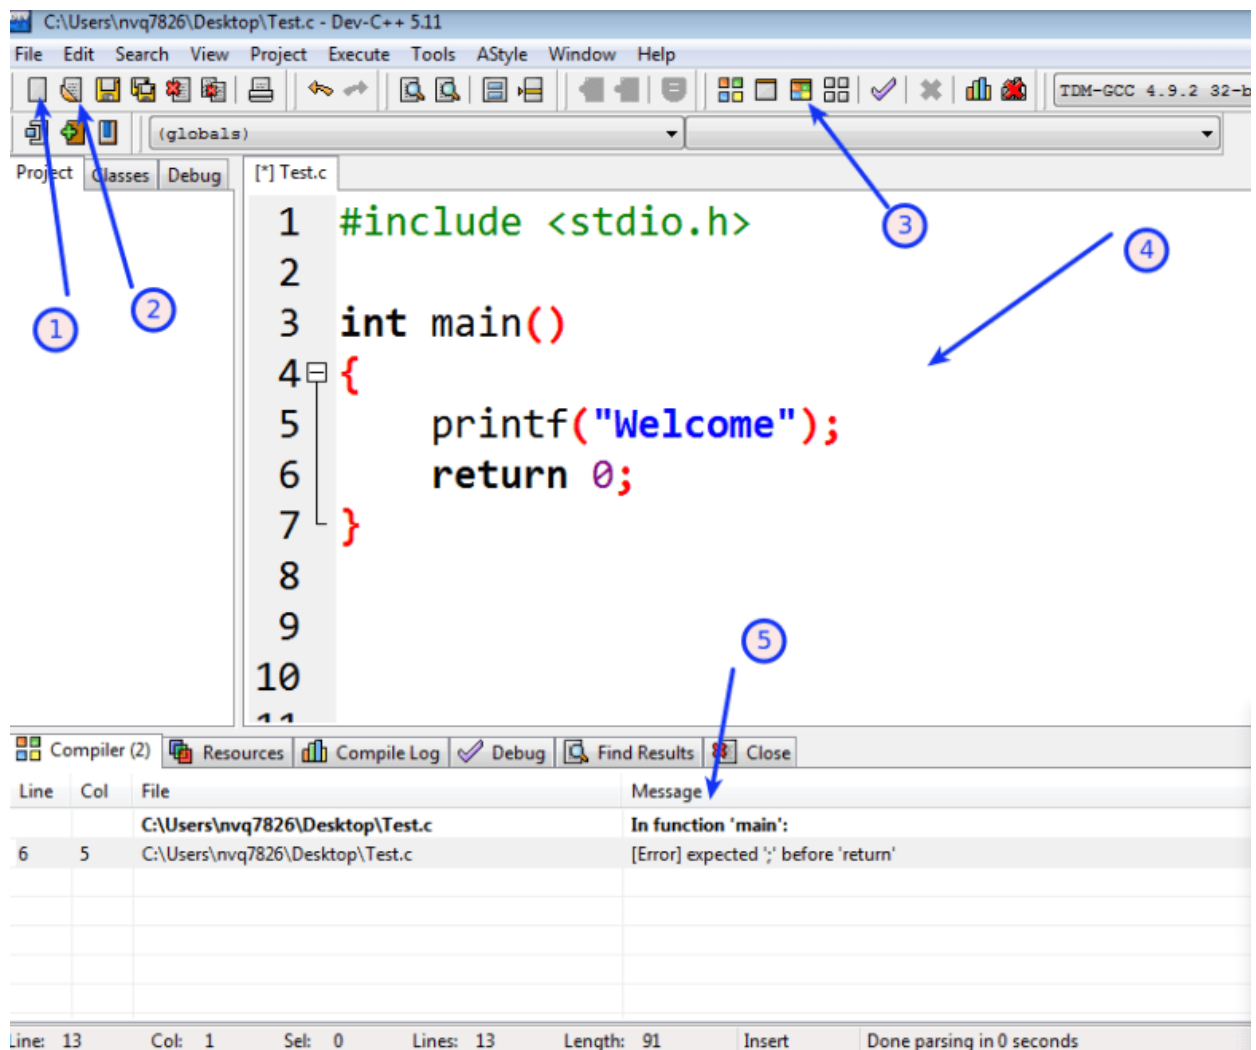 C:\Users\nvq7826\Desktop\Test.c - Dev-C++ 5.11
File Edit Search View Project Execute Tools AStyle Window Help
TDM-GCC 4.9.2 32-b
(globals)
Project Classes Debug [*] Test.c
1 #include <stdio.h>
2
3 int main()
4 {
5 printf("Welcome");
6 return 0;
7 }
8
9
10
11
1
2
3
4
5
Compiler (2) Resources Compile Log Debug Find Results Close
Line Col File Message
C:\Users\nvq7826\Desktop\Test.c In function 'main':
6 5 C:\Users\nvq7826\Desktop\Test.c [Error] expected ';' before 'return'
Line: 13 Col: 1 Sel: 0 Lines: 13 Length: 91 Insert Done parsing in 0 seconds